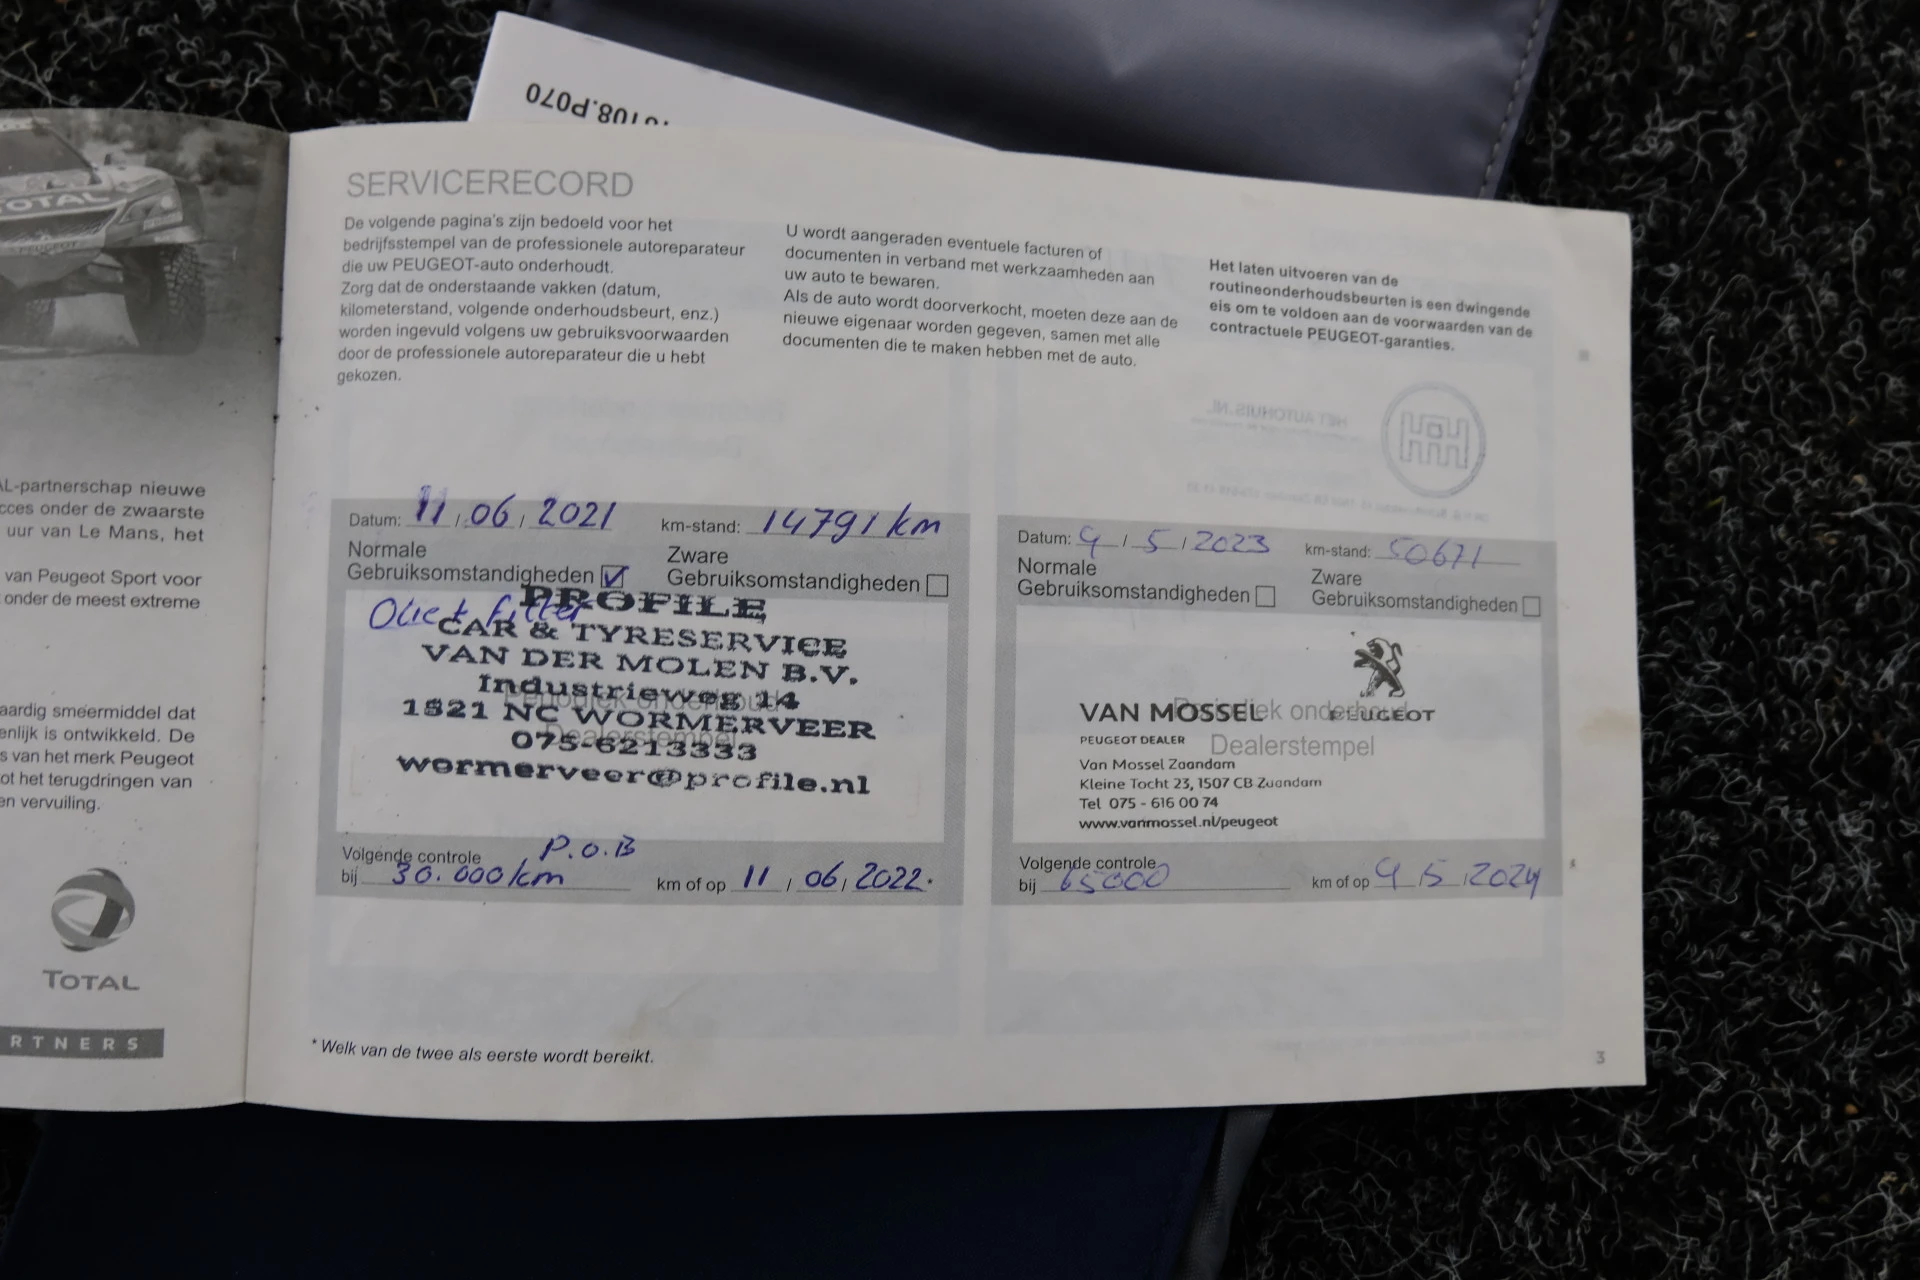 TOTAL
PEUGEOT
AL-partnerschap nieuwe
cces onder de zwaarste
uur van Le Mans, het
van Peugeot Sport voor
onder de meest extreme
aardig smeermiddel dat
enlijk is ontwikkeld. De
s van het merk Peugeot
ot het terugdringen van
en vervuiling.
TOTAL
RTNERS
SERVICERECORD
De volgende pagina's zijn bedoeld voor het
bedrijfsstempel van de professionele autoreparateur
die uw PEUGEOT-auto onderhoudt.
Zorg dat de onderstaande vakken (datum,
kilometerstand, volgende onderhoudsbeurt, enz.)
worden ingevuld volgens uw gebruiksvoorwaarden
door de professionele autoreparateur die u hebt
gekozen.
U wordt aangeraden eventuele facturen of
documenten in verband met werkzaamheden aan
uw auto te bewaren.
Als de auto wordt doorverkocht, moeten deze aan de
nieuwe eigenaar worden gegeven, samen met alle
documenten die te maken hebben met de auto.
Het laten uitvoeren van de
routineonderhoudsbeurten is een dwingende
eis om te voldoen aan de voorwaarden van de
contractuele PEUGEOT-garanties.
HET AUTOHUIS.NL
Datum: 11 / 06 / 2021 km-stand: 14791 km
Normale
Gebruiksomstandigheden
Zware
Gebruiksomstandigheden
Olie + filter
PROFILE
CAR & TYRESERVICE
VAN DER MOLEN B.V.
Industrieweg 14
1521 NC WORMERVEER
075-6213333
wormerveer@profile.nl
Periodiek onderhoud
Dealerstempel
P.O.B
Volgende controle
bij 30.000 km km of op 11 / 06 / 2022.
Datum: 9 / 5 / 2023 km-stand: 50671
Normale
Gebruiksomstandigheden
Zware
Gebruiksomstandigheden
VAN MOSSEL PEUGEOT
Periodiek onderhoud
PEUGEOT DEALER
Dealerstempel
Van Mossel Zaandam
Kleine Tocht 23, 1507 CB Zaandam
Tel 075 - 616 00 74
www.vanmossel.nl/peugeot
Volgende controle
bij 65000 km of op 9 / 5 / 2024
* Welk van de twee als eerste wordt bereikt.
3